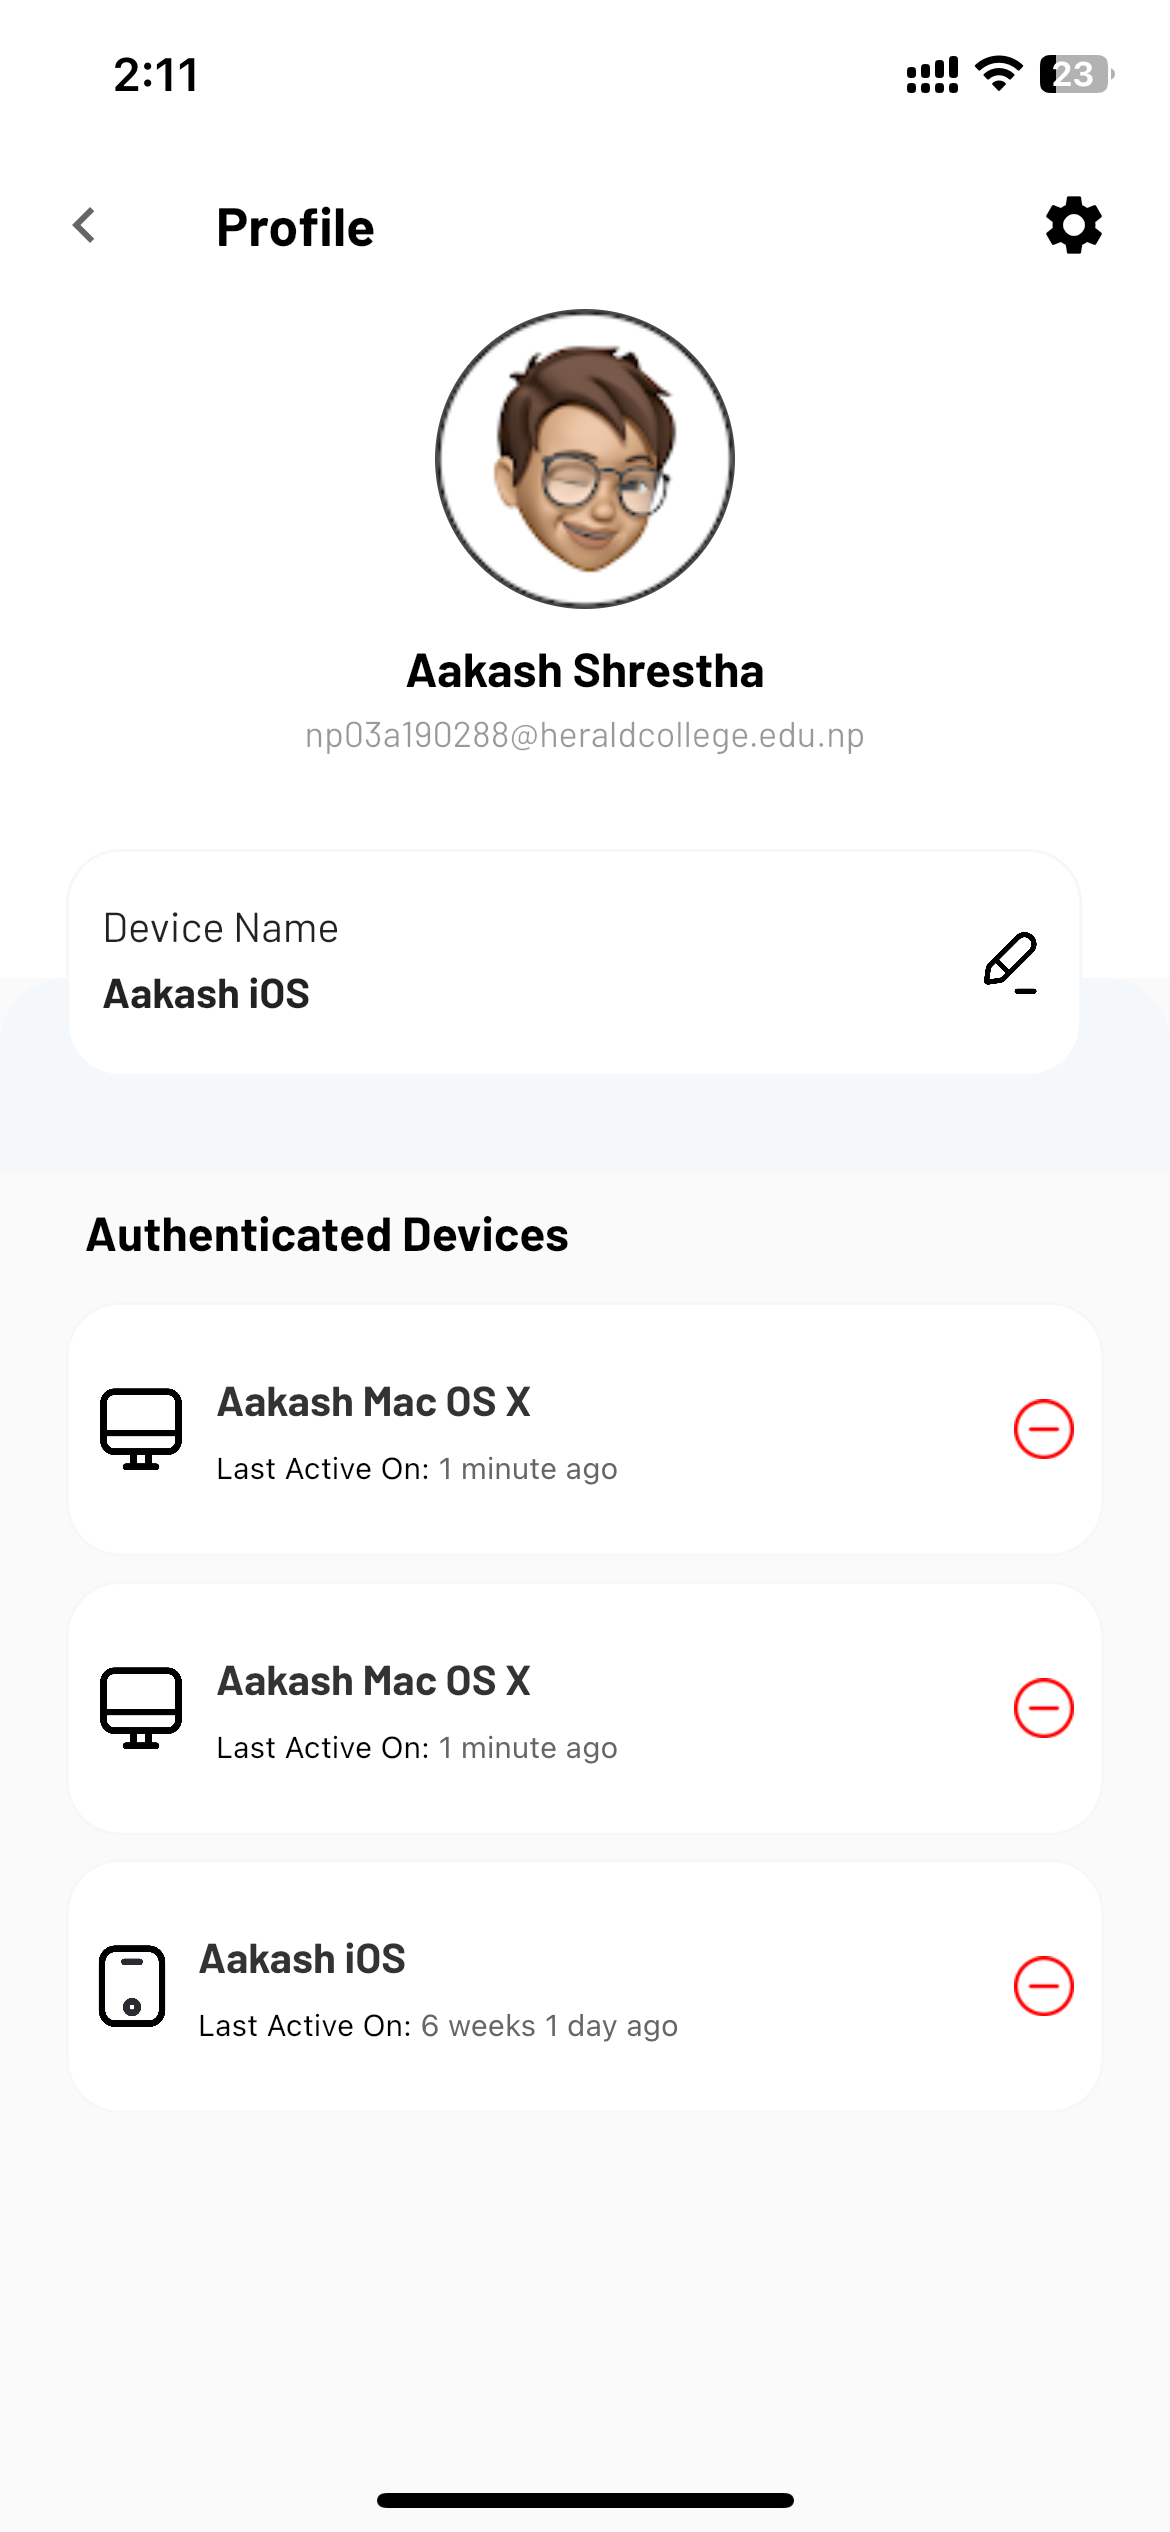 2:11
23
Profile
Aakash Shrestha
np03a190288@heraldcollege.edu.np
Device Name
Aakash iOS
Authenticated Devices
Aakash Mac OS X
Last Active On: 1 minute ago
Aakash Mac OS X
Last Active On: 1 minute ago
Aakash iOS
Last Active On: 6 weeks 1 day ago